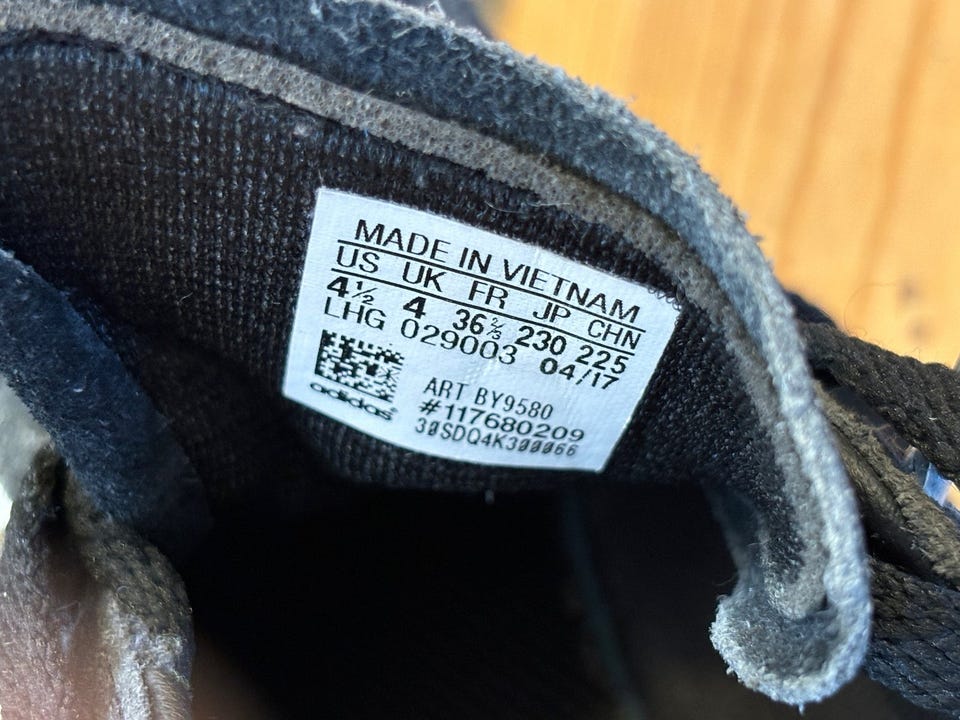 MADE IN VIETNAM
US UK FR JP CHN
4½ 4 36⅔ 230 225
LHG 029003 04/17
adidas
ART BY9580
#117680209
30SDQ4K300066